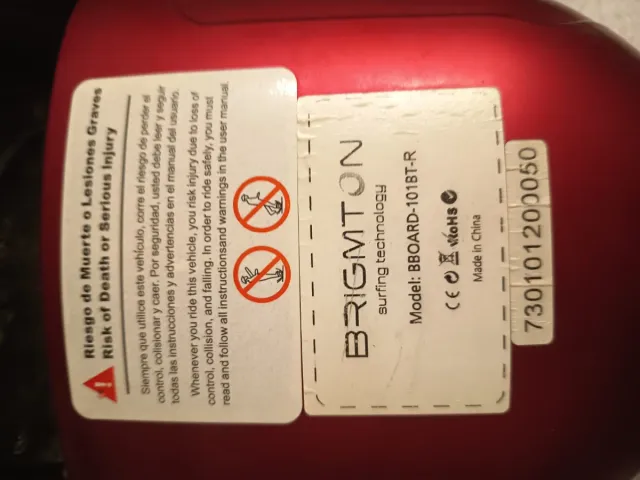 Riesgo de Muerte o Lesiones Graves
Risk of Death or Serious Injury
Siempre que utilice este vehículo, corre el riesgo de perder el
control, colisionar y caer. Por seguridad, usted debe leer y seguir
todas las instrucciones y advertencias en el manual del usuario.
Whenever you ride this vehicle, you risk injury due to loss of
control, collision, and falling. In order to ride safely, you must
read and follow all instructionsand warnings in the user manual.
BRIGMTON
surfing technology
Model: BBOARD-101BT-R
CE RoHS
Made in China
730101200050